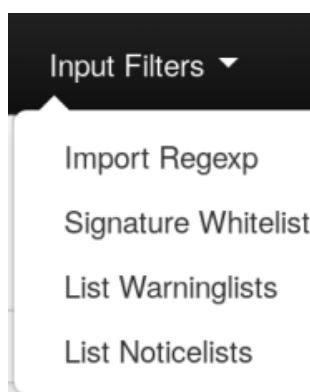 Input Filters
Import Regexp
Signature Whitelist
List Warninglists
List Noticelists